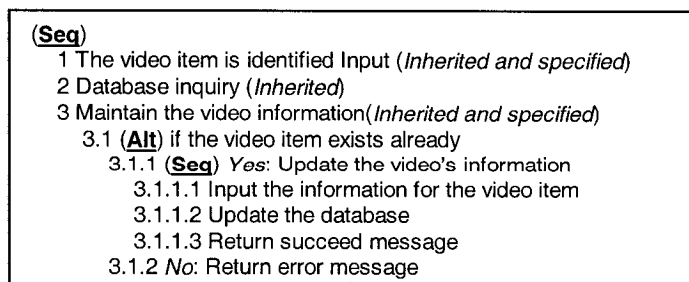 (Seq)
1 The video item is identified Input (Inherited and specified)
2 Database inquiry (Inherited)
3 Maintain the video information(Inherited and specified)
3.1 (Alt) if the video item exists already
3.1.1 (Seq) Yes: Update the video's information
3.1.1.1 Input the information for the video item
3.1.1.2 Update the database
3.1.1.3 Return succeed message
3.1.2 No: Return error message